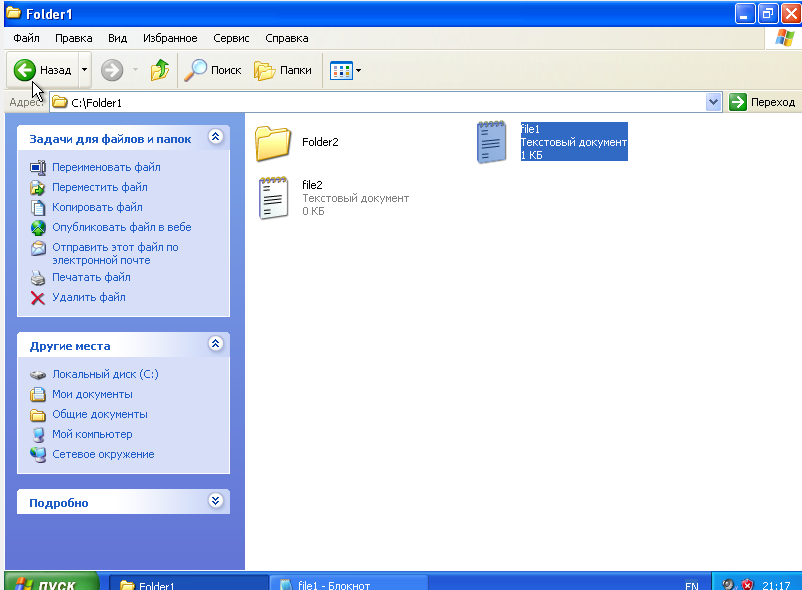 Folder1
Файл Правка Вид Избранное Сервис Справка
Назад Поиск Папки
Адрес: C:\Folder1 Переход
Задачи для файлов и папок
Переименовать файл
Переместить файл
Копировать файл
Опубликовать файл в вебе
Отправить этот файл по
электронной почте
Печатать файл
Удалить файл
Другие места
Локальный диск (C:)
Мои документы
Общие документы
Мой компьютер
Сетевое окружение
Подробно
Folder2
file1
Текстовый документ
1 КБ
file2
Текстовый документ
0 КБ
пуск Folder1 file1 - Блокнот EN 21:17